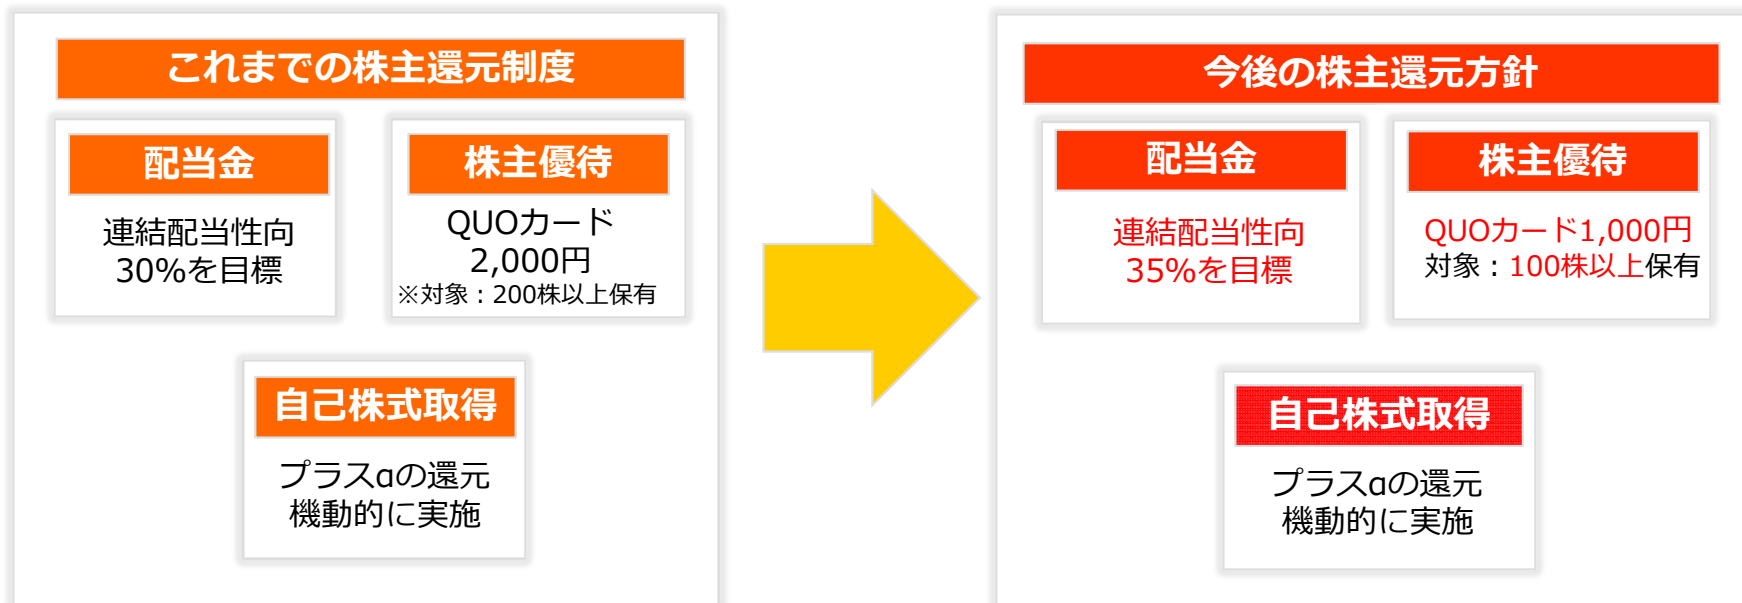 これまでの株主還元制度
配当金
連結配当性向
30%を目標
株主優待
QUOカード
2,000円
※対象：200株以上保有
自己株式取得
プラスαの還元
機動的に実施
今後の株主還元方針
配当金
連結配当性向
35%を目標
株主優待
QUOカード1,000円
対象：100株以上保有
自己株式取得
プラスαの還元
機動的に実施